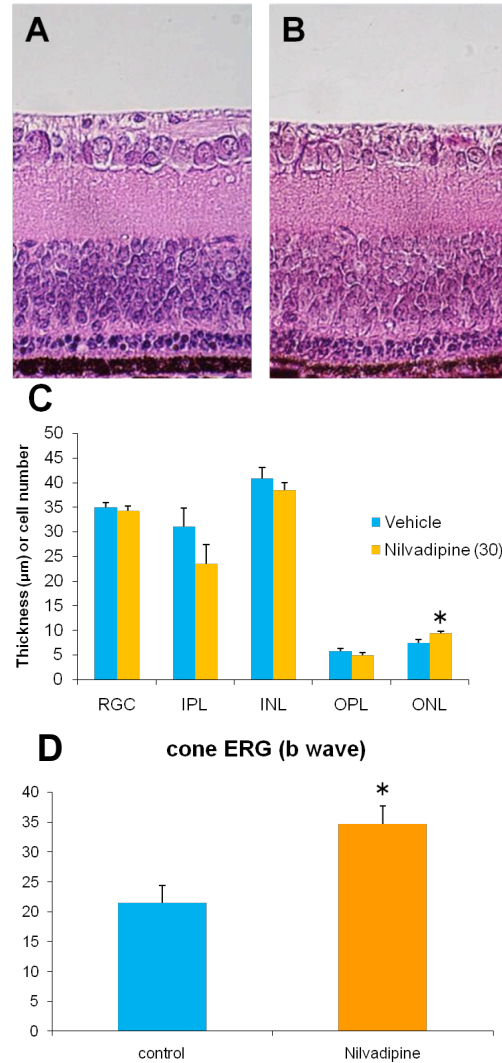 A
B
C
Thickness (μm) or cell number
50
45
40
35
30
25
20
15
10
5
0
Vehicle
Nilvadipine (30)
*
RGC IPL INL OPL ONL
D
cone ERG (b wave)
40
35
30
25
20
15
10
5
0
*
control Nilvadipine